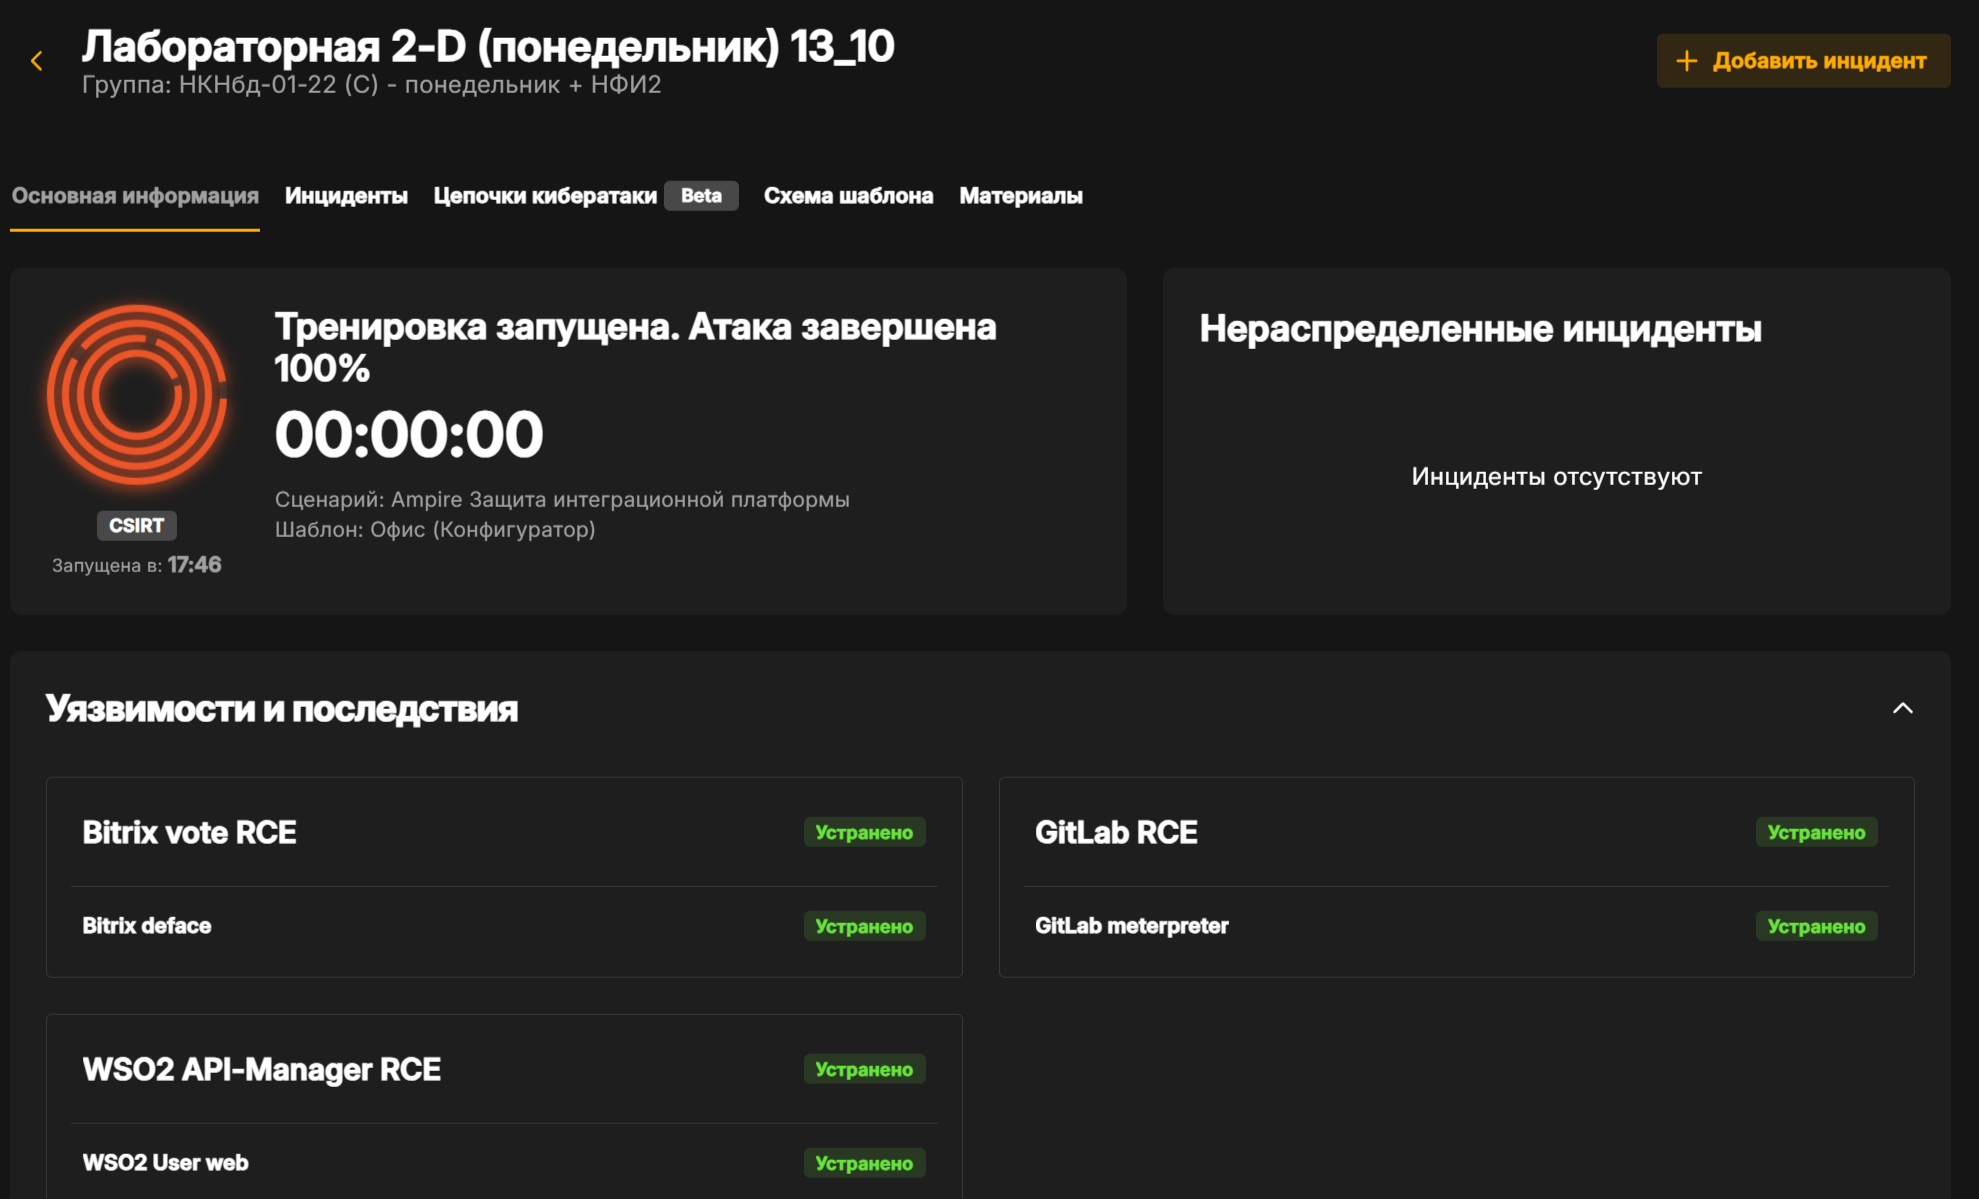 Лабораторная 2-D (понедельник) 13_10
Группа: НКНбд-01-22 (С) - понедельник + НФИ2
+ Добавить инцидент
Основная информация Инциденты Цепочки кибератаки Beta Схема шаблона Материалы
Тренировка запущена. Атака завершена
100%
00:00:00
Сценарий: Ampire Защита интеграционной платформы
Шаблон: Офис (Конфигуратор)
CSIRT
Запущена в: 17:46
Нераспределенные инциденты
Инциденты отсутствуют
Уязвимости и последствия
Bitrix vote RCE Устранено
Bitrix deface Устранено
GitLab RCE Устранено
GitLab meterpreter Устранено
WSO2 API-Manager RCE Устранено
WSO2 User web Устранено